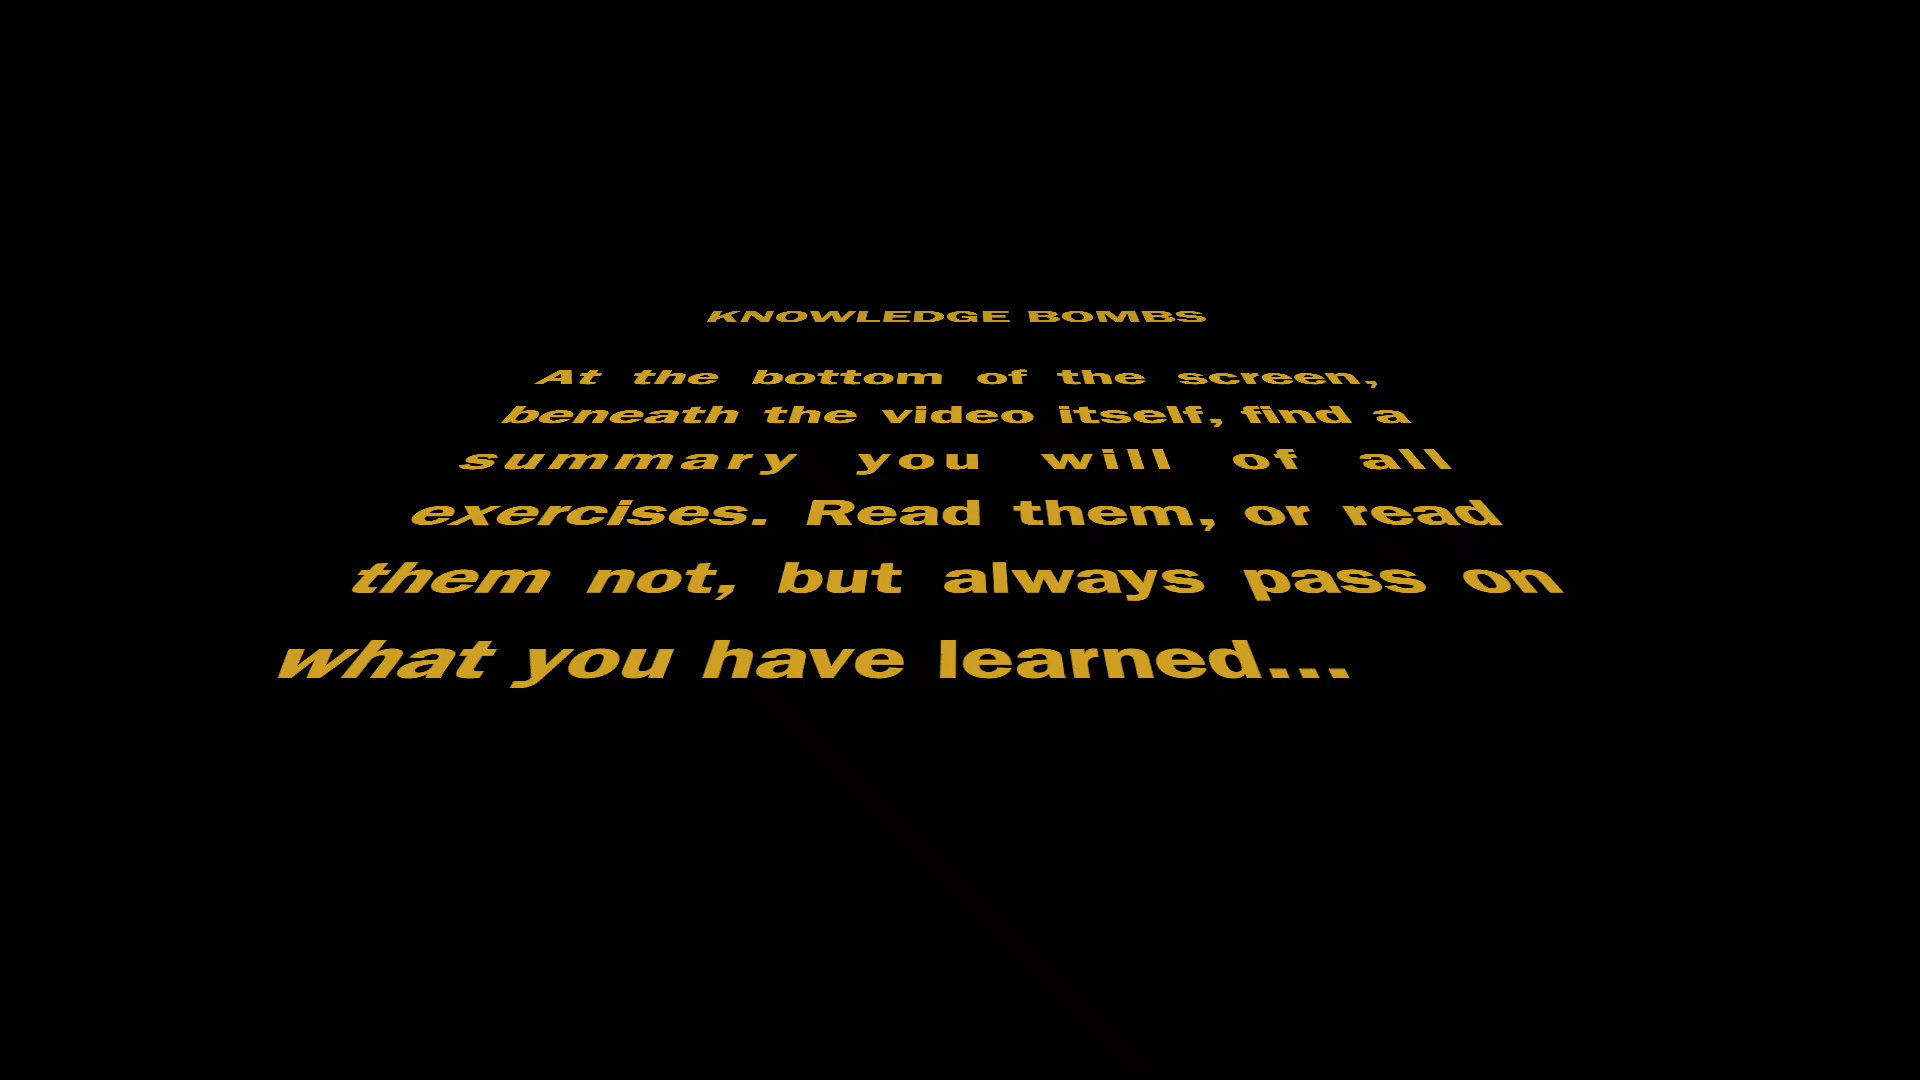 KNOWLEDGE BOMBS
At the bottom of the screen,
beneath the video itself, find a
summary you will of all
exercises. Read them, or read
them not, but always pass on
what you have learned...